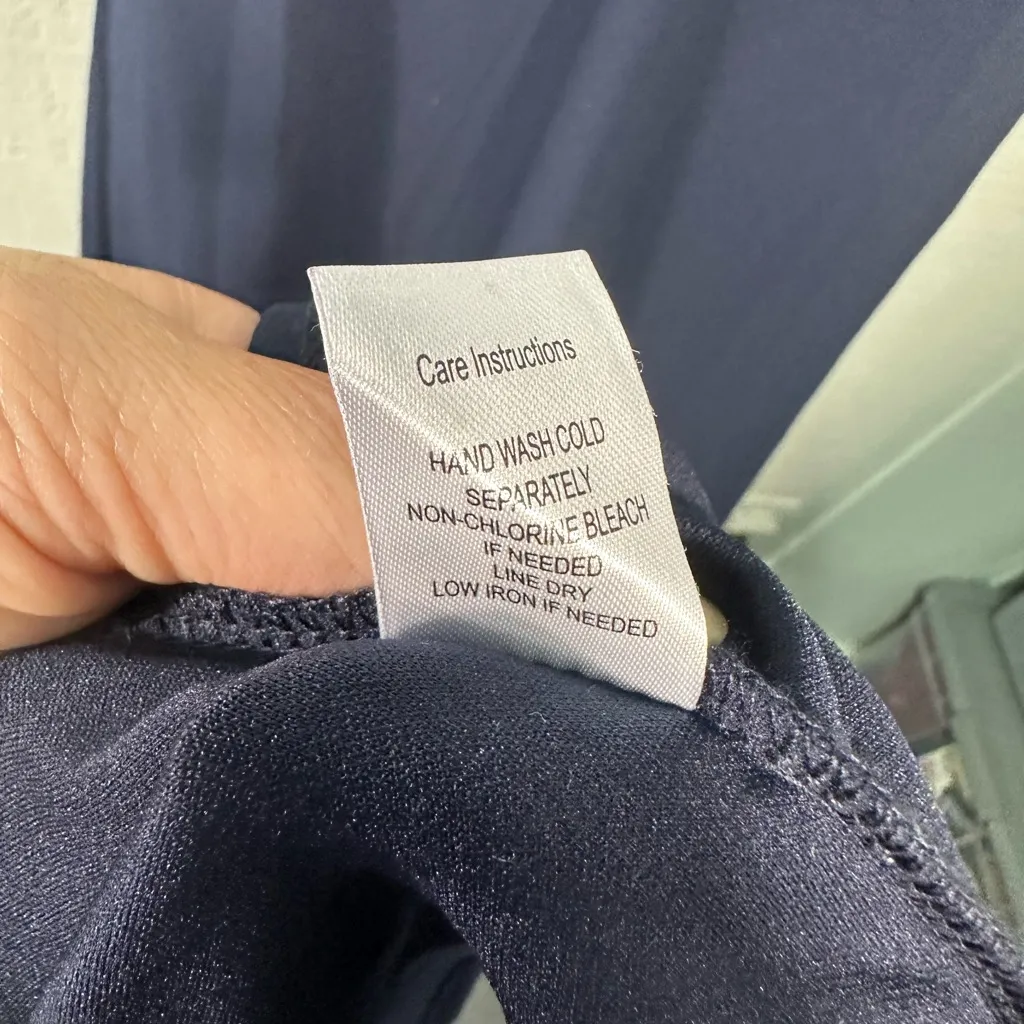 Care Instructions
HAND WASH COLD
SEPARATELY
NON-CHLORINE BLEACH
IF NEEDED
LINE DRY
LOW IRON IF NEEDED